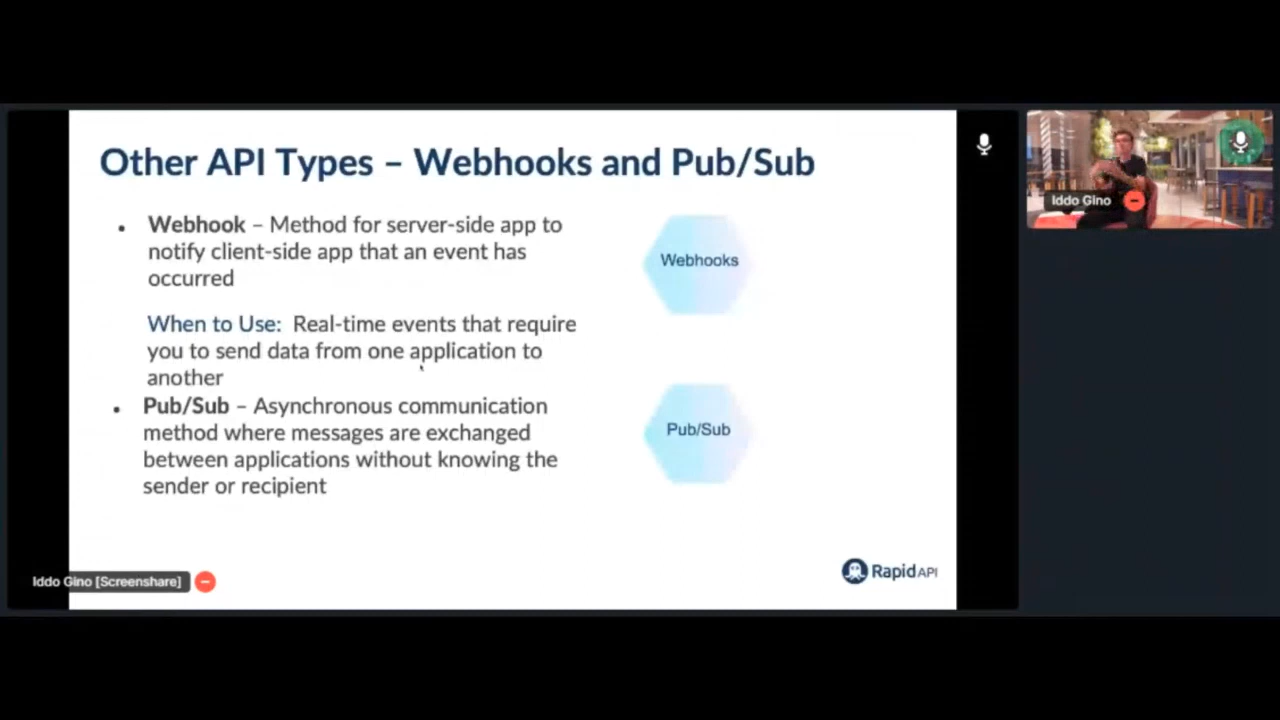 Other API Types – Webhooks and Pub/Sub
• Webhook – Method for server-side app to
notify client-side app that an event has
occurred
When to Use: Real-time events that require
you to send data from one application to
another
• Pub/Sub – Asynchronous communication
method where messages are exchanged
between applications without knowing the
sender or recipient
Webhooks
Pub/Sub
RapidAPI
Iddo Gino [Screenshare]
Iddo Gino